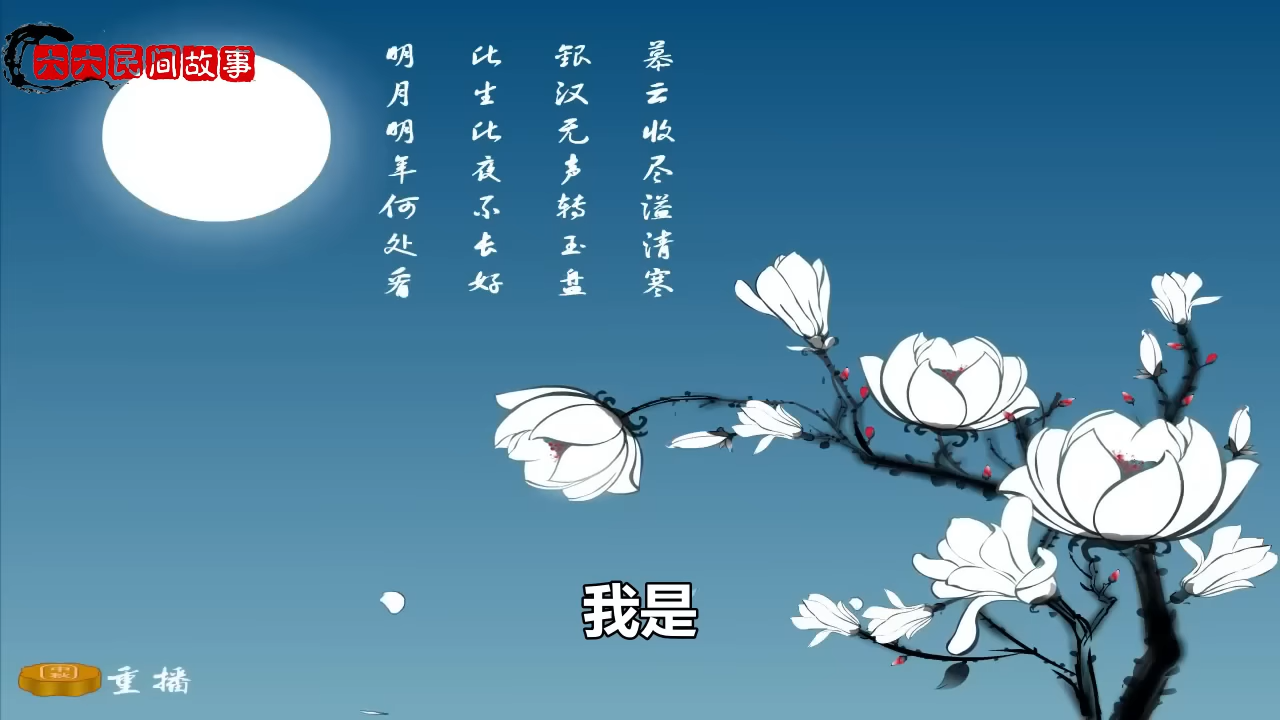 六六民间故事
暮云收尽溢清寒
银汉无声转玉盘
此生此夜不长好
明月明年何处看
我是
中秋
重播